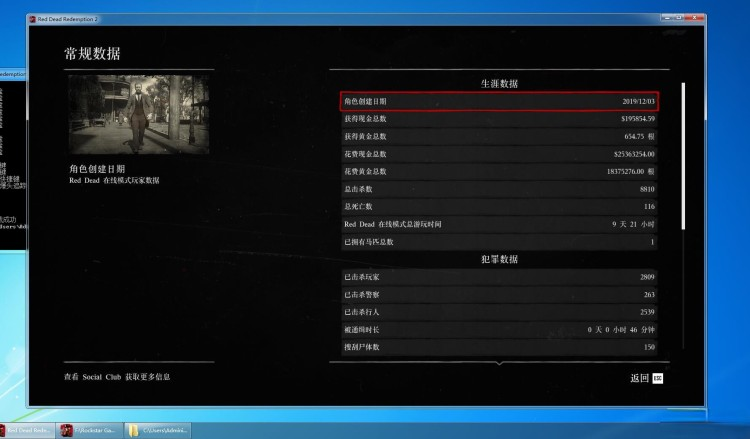 Red Dead Redemption 2
常规数据
角色创建日期
Red Dead 在线模式玩家数据
生涯数据
角色创建日期 2019/12/03
获得现金总数 $195854.59
获得黄金总数 654.75 根
花费现金总数 $25363254.00
花费黄金总数 18375276.00 根
总击杀数 8810
总死亡数 116
Red Dead 在线模式总游玩时间 9 天 21 小时
已拥有马匹总数 1
犯罪数据
已击杀玩家 2809
已击杀警察 263
已击杀行人 2539
被通缉时长 0 天 0 小时 46 分钟
搜刮尸体数 150
查看 Social Club 获取更多信息
返回 ESC
Red Dead Rede...
H:\Rockstar Ga...
C:\Users\Admini...